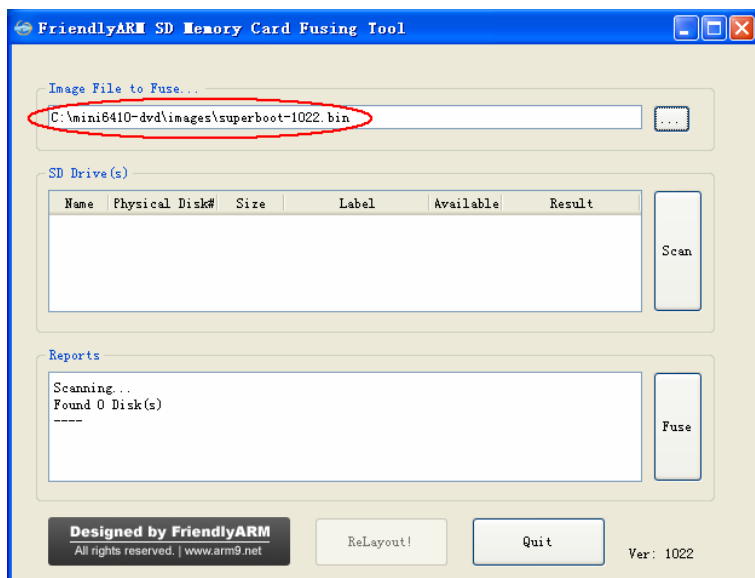 FriendlyARM SD Memory Card Fusing Tool
Image File to Fuse...
C:\mini6410-dvd\images\superboot-1022.bin
...
SD Drive(s)
Name Physical Disk# Size Label Available Result
Scan
Reports
Scanning...
Found 0 Disk(s)
----
Fuse
Designed by FriendlyARM
All rights reserved. | www.arm9.net
ReLayout!
Quit
Ver: 1022